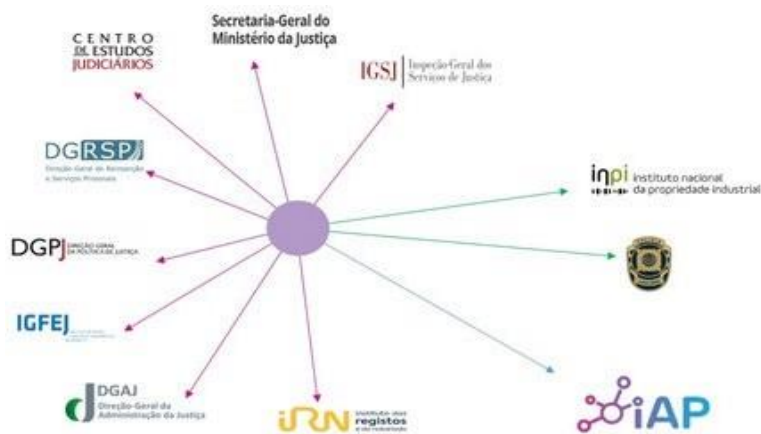 CENTRO
DE ESTUDOS
JUDICIÁRIOS
Secretaria-Geral do
Ministério da Justiça
IGSJ
Inspeção-Geral dos
Serviços de Justiça
DGRSP
Direção-Geral de Reinserção
e Serviços Prisionais
inpi
instituto nacional
da propriedade industrial
DGPJ
DIREÇÃO-GERAL
DA POLÍTICA DE JUSTIÇA
IGFEJ
DGAJ
Direção-Geral da
Administração da Justiça
iRN
instituto dos
registos
e do notariado
iAP